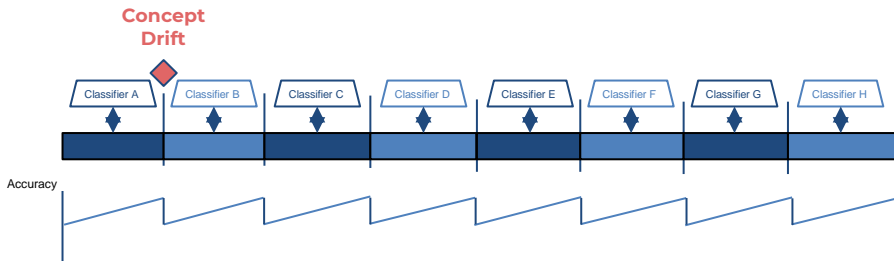 Concept
Drift
Classifier A
Classifier B
Classifier C
Classifier D
Classifier E
Classifier F
Classifier G
Classifier H
Accuracy